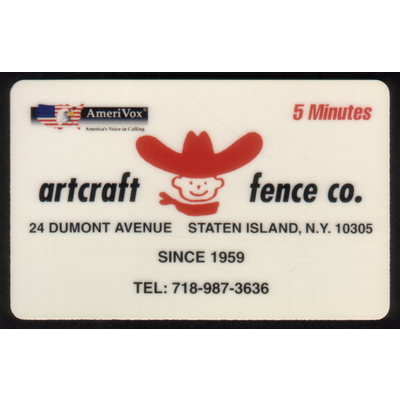 AmeriVox®
America's Voice in Calling
5 Minutes
artcraft fence co.
24 DUMONT AVENUE STATEN ISLAND, N.Y. 10305
SINCE 1959
TEL: 718-987-3636